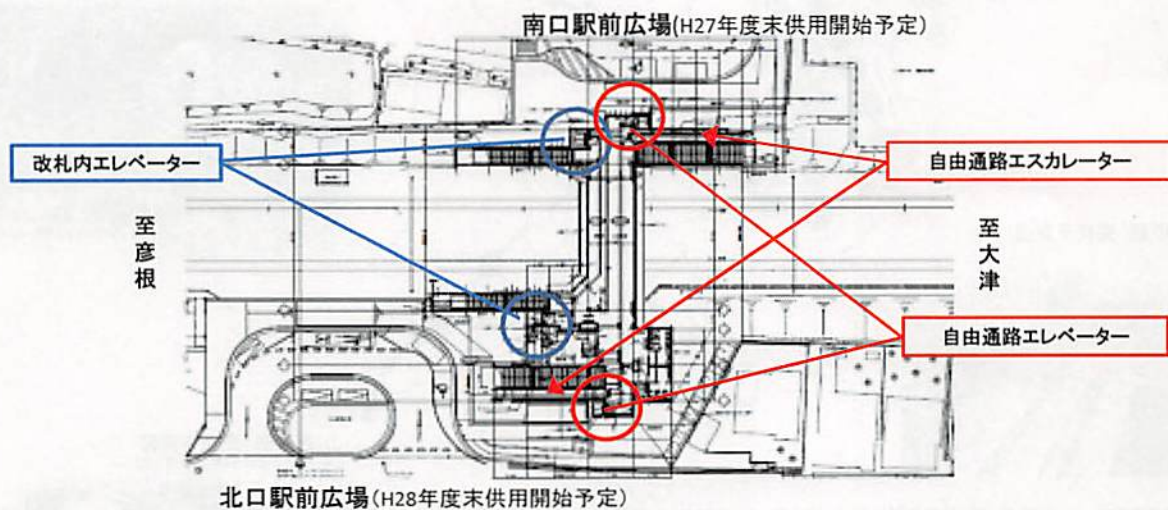 南口駅前広場(H27年度末供用開始予定)
改札内エレベーター
自由通路エスカレーター
至彦根
至大津
自由通路エレベーター
北口駅前広場(H28年度末供用開始予定)